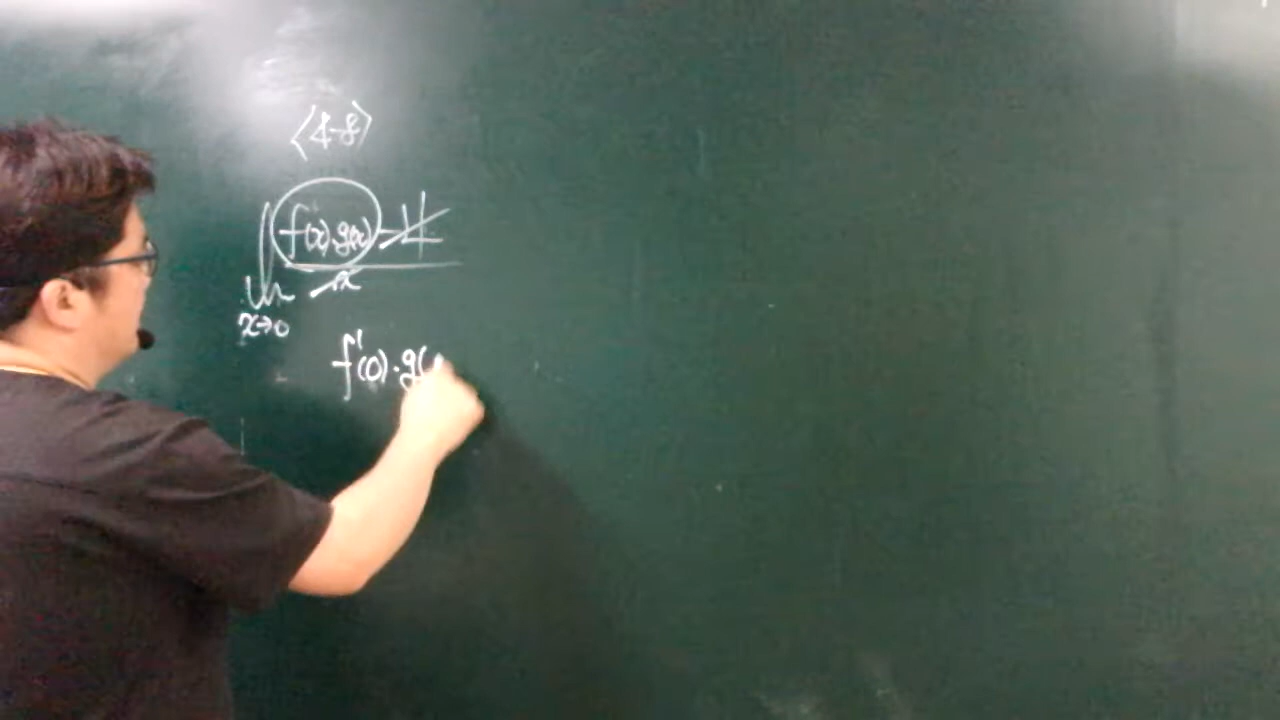 <4-8>
lim x→0 f'(x)·g(x) - 4 / x
f'(0)·g(